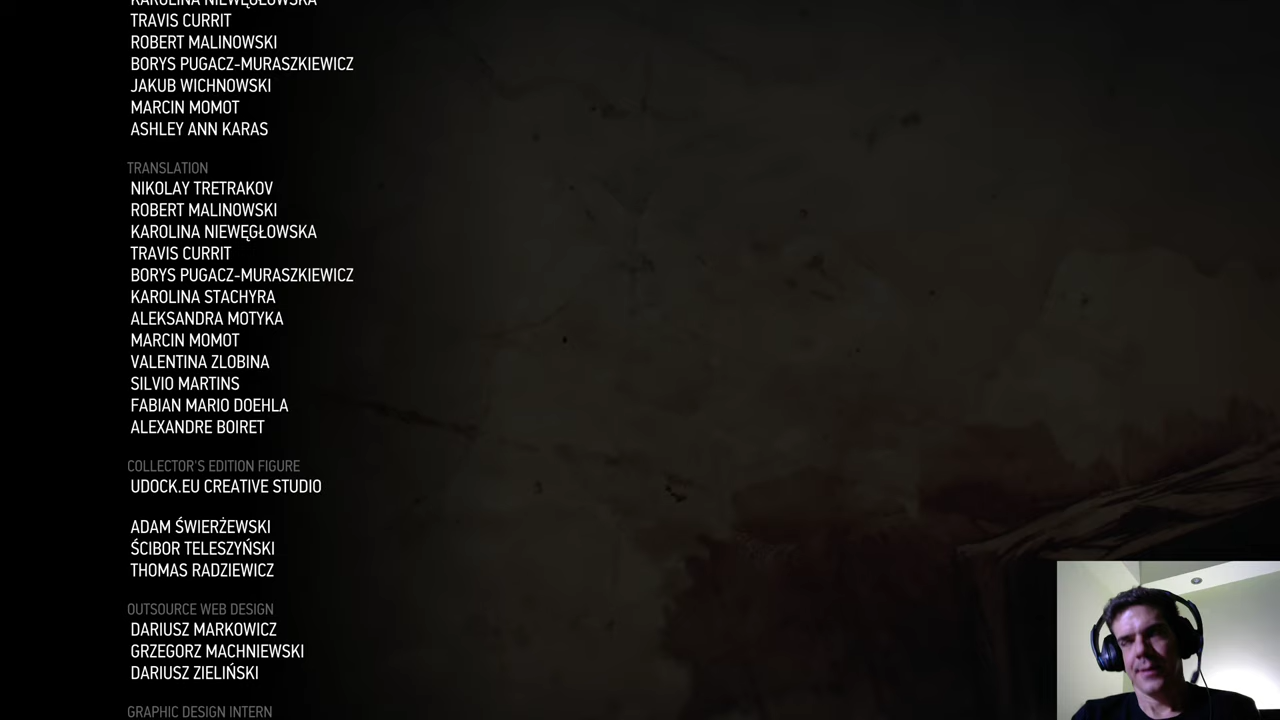 KAROLINA NIEWĘGŁOWSKA
TRAVIS CURRIT
ROBERT MALINOWSKI
BORYS PUGACZ-MURASZKIEWICZ
JAKUB WICHNOWSKI
MARCIN MOMOT
ASHLEY ANN KARAS
TRANSLATION
NIKOLAY TRETRAKOV
ROBERT MALINOWSKI
KAROLINA NIEWĘGŁOWSKA
TRAVIS CURRIT
BORYS PUGACZ-MURASZKIEWICZ
KAROLINA STACHYRA
ALEKSANDRA MOTYKA
MARCIN MOMOT
VALENTINA ZLOBINA
SILVIO MARTINS
FABIAN MARIO DOEHLA
ALEXANDRE BOIRET
COLLECTOR'S EDITION FIGURE
UDOCK.EU CREATIVE STUDIO
ADAM ŚWIERŻEWSKI
ŚCIBOR TELESZYŃSKI
THOMAS RADZIEWICZ
OUTSOURCE WEB DESIGN
DARIUSZ MARKOWICZ
GRZEGORZ MACHNIEWSKI
DARIUSZ ZIELIŃSKI
GRAPHIC DESIGN INTERN